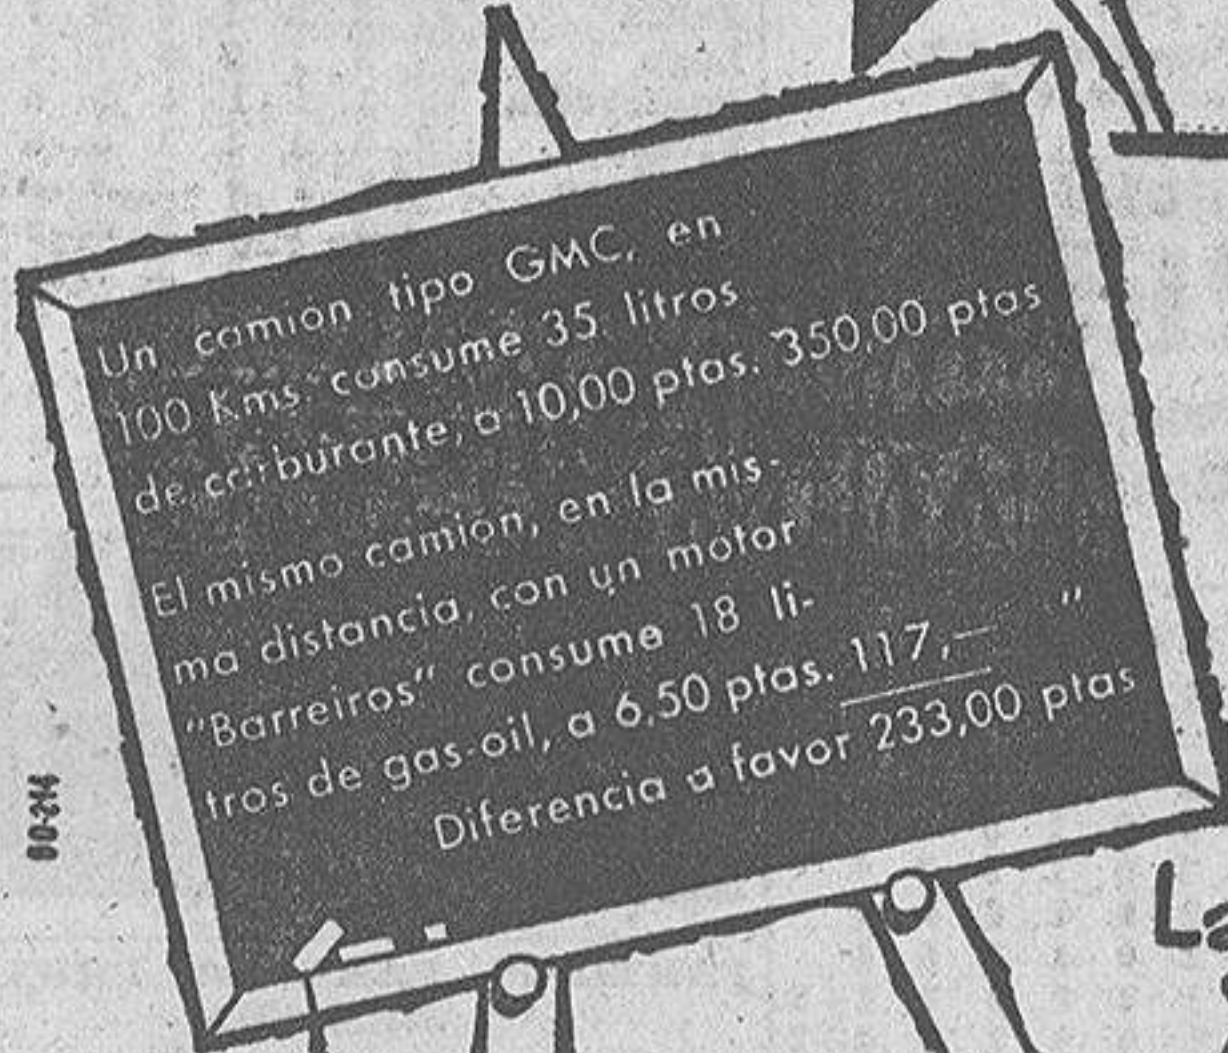 Un camión tipo GMC, en
100 Kms. consume 35 litros
de carburante, a 10,00 ptas. 350,00 ptas
El mismo camión, en la mis-
ma distancia, con un motor
"Barreiros" consume 18 li-
tros de gas-oil, a 6,50 ptas. 117,— "
Diferencia a favor 233,00 ptas